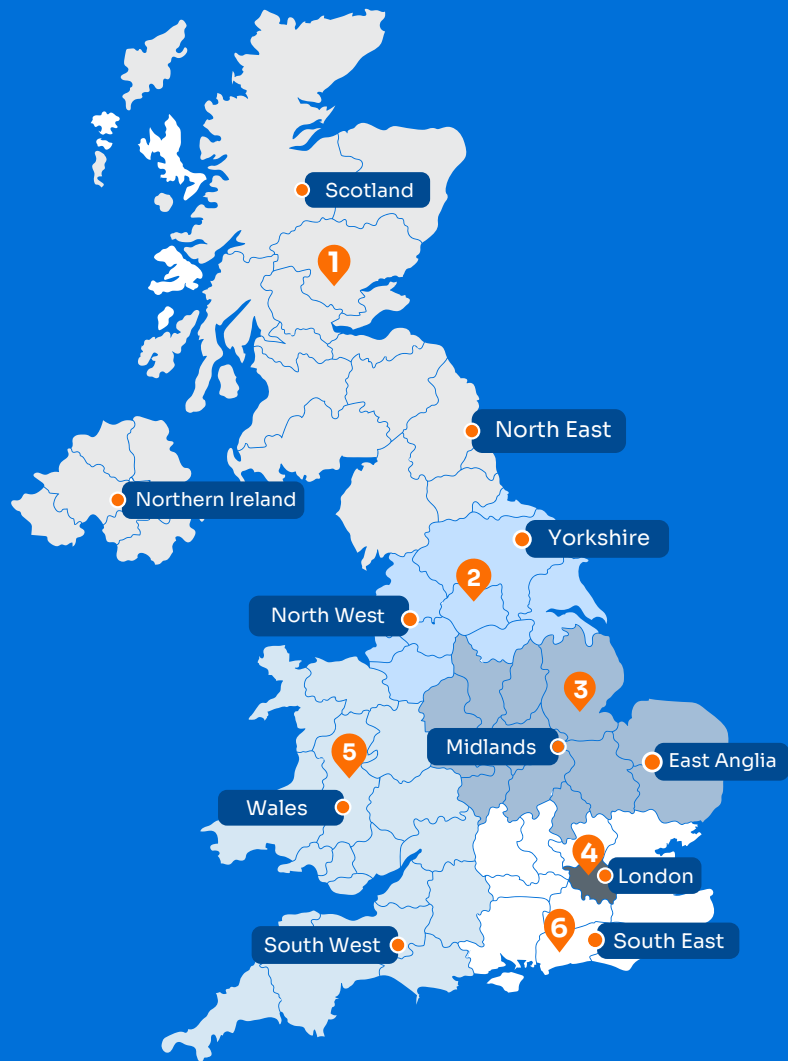 Scotland
1
North East
Northern Ireland
Yorkshire
2
North West
3
5
Midlands
East Anglia
Wales
4
London
6
South West
South East